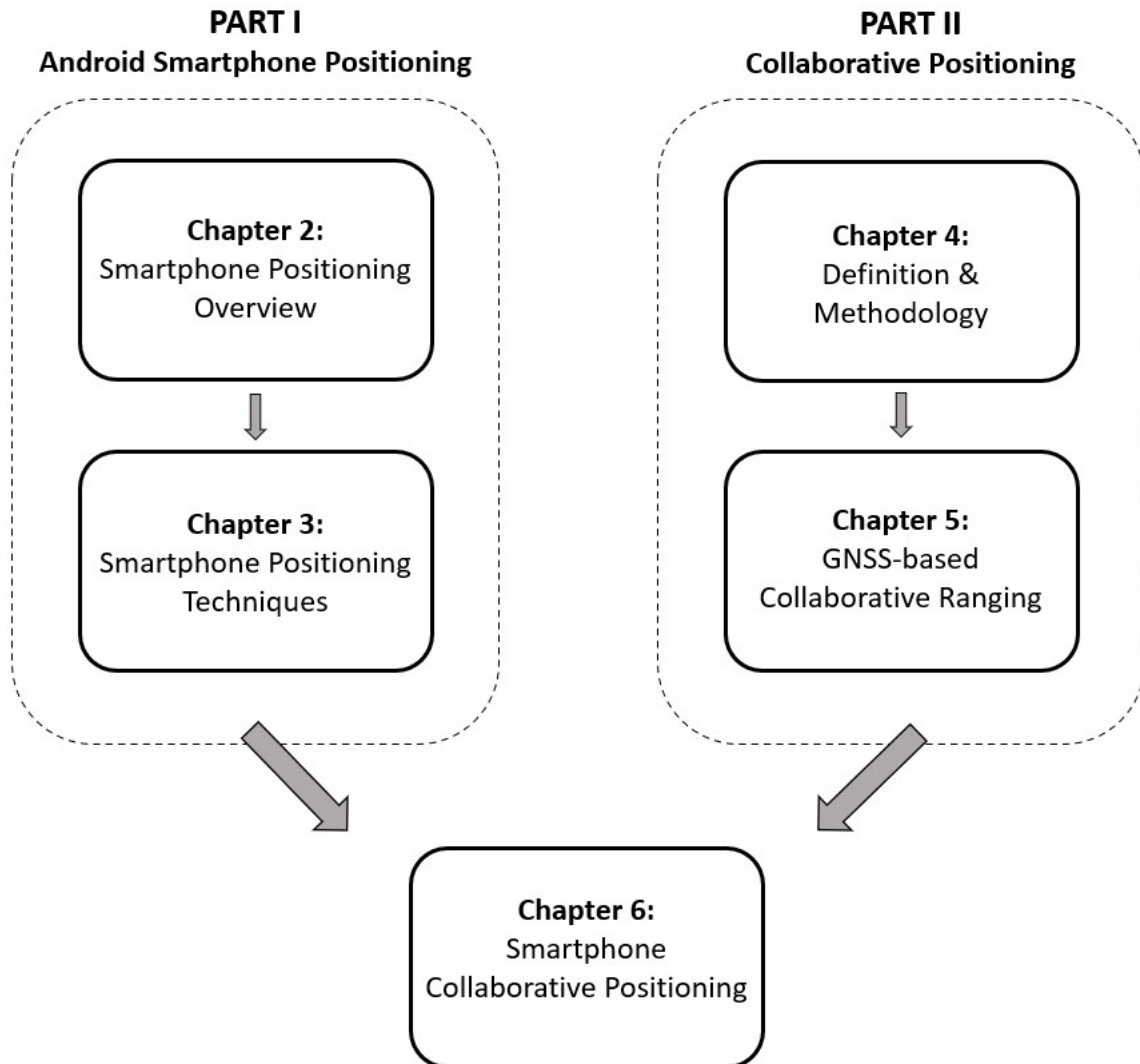 PART I
Android Smartphone Positioning
Chapter 2:
Smartphone Positioning
Overview
Chapter 3:
Smartphone Positioning
Techniques
PART II
Collaborative Positioning
Chapter 4:
Definition &
Methodology
Chapter 5:
GNSS-based
Collaborative Ranging
Chapter 6:
Smartphone
Collaborative Positioning